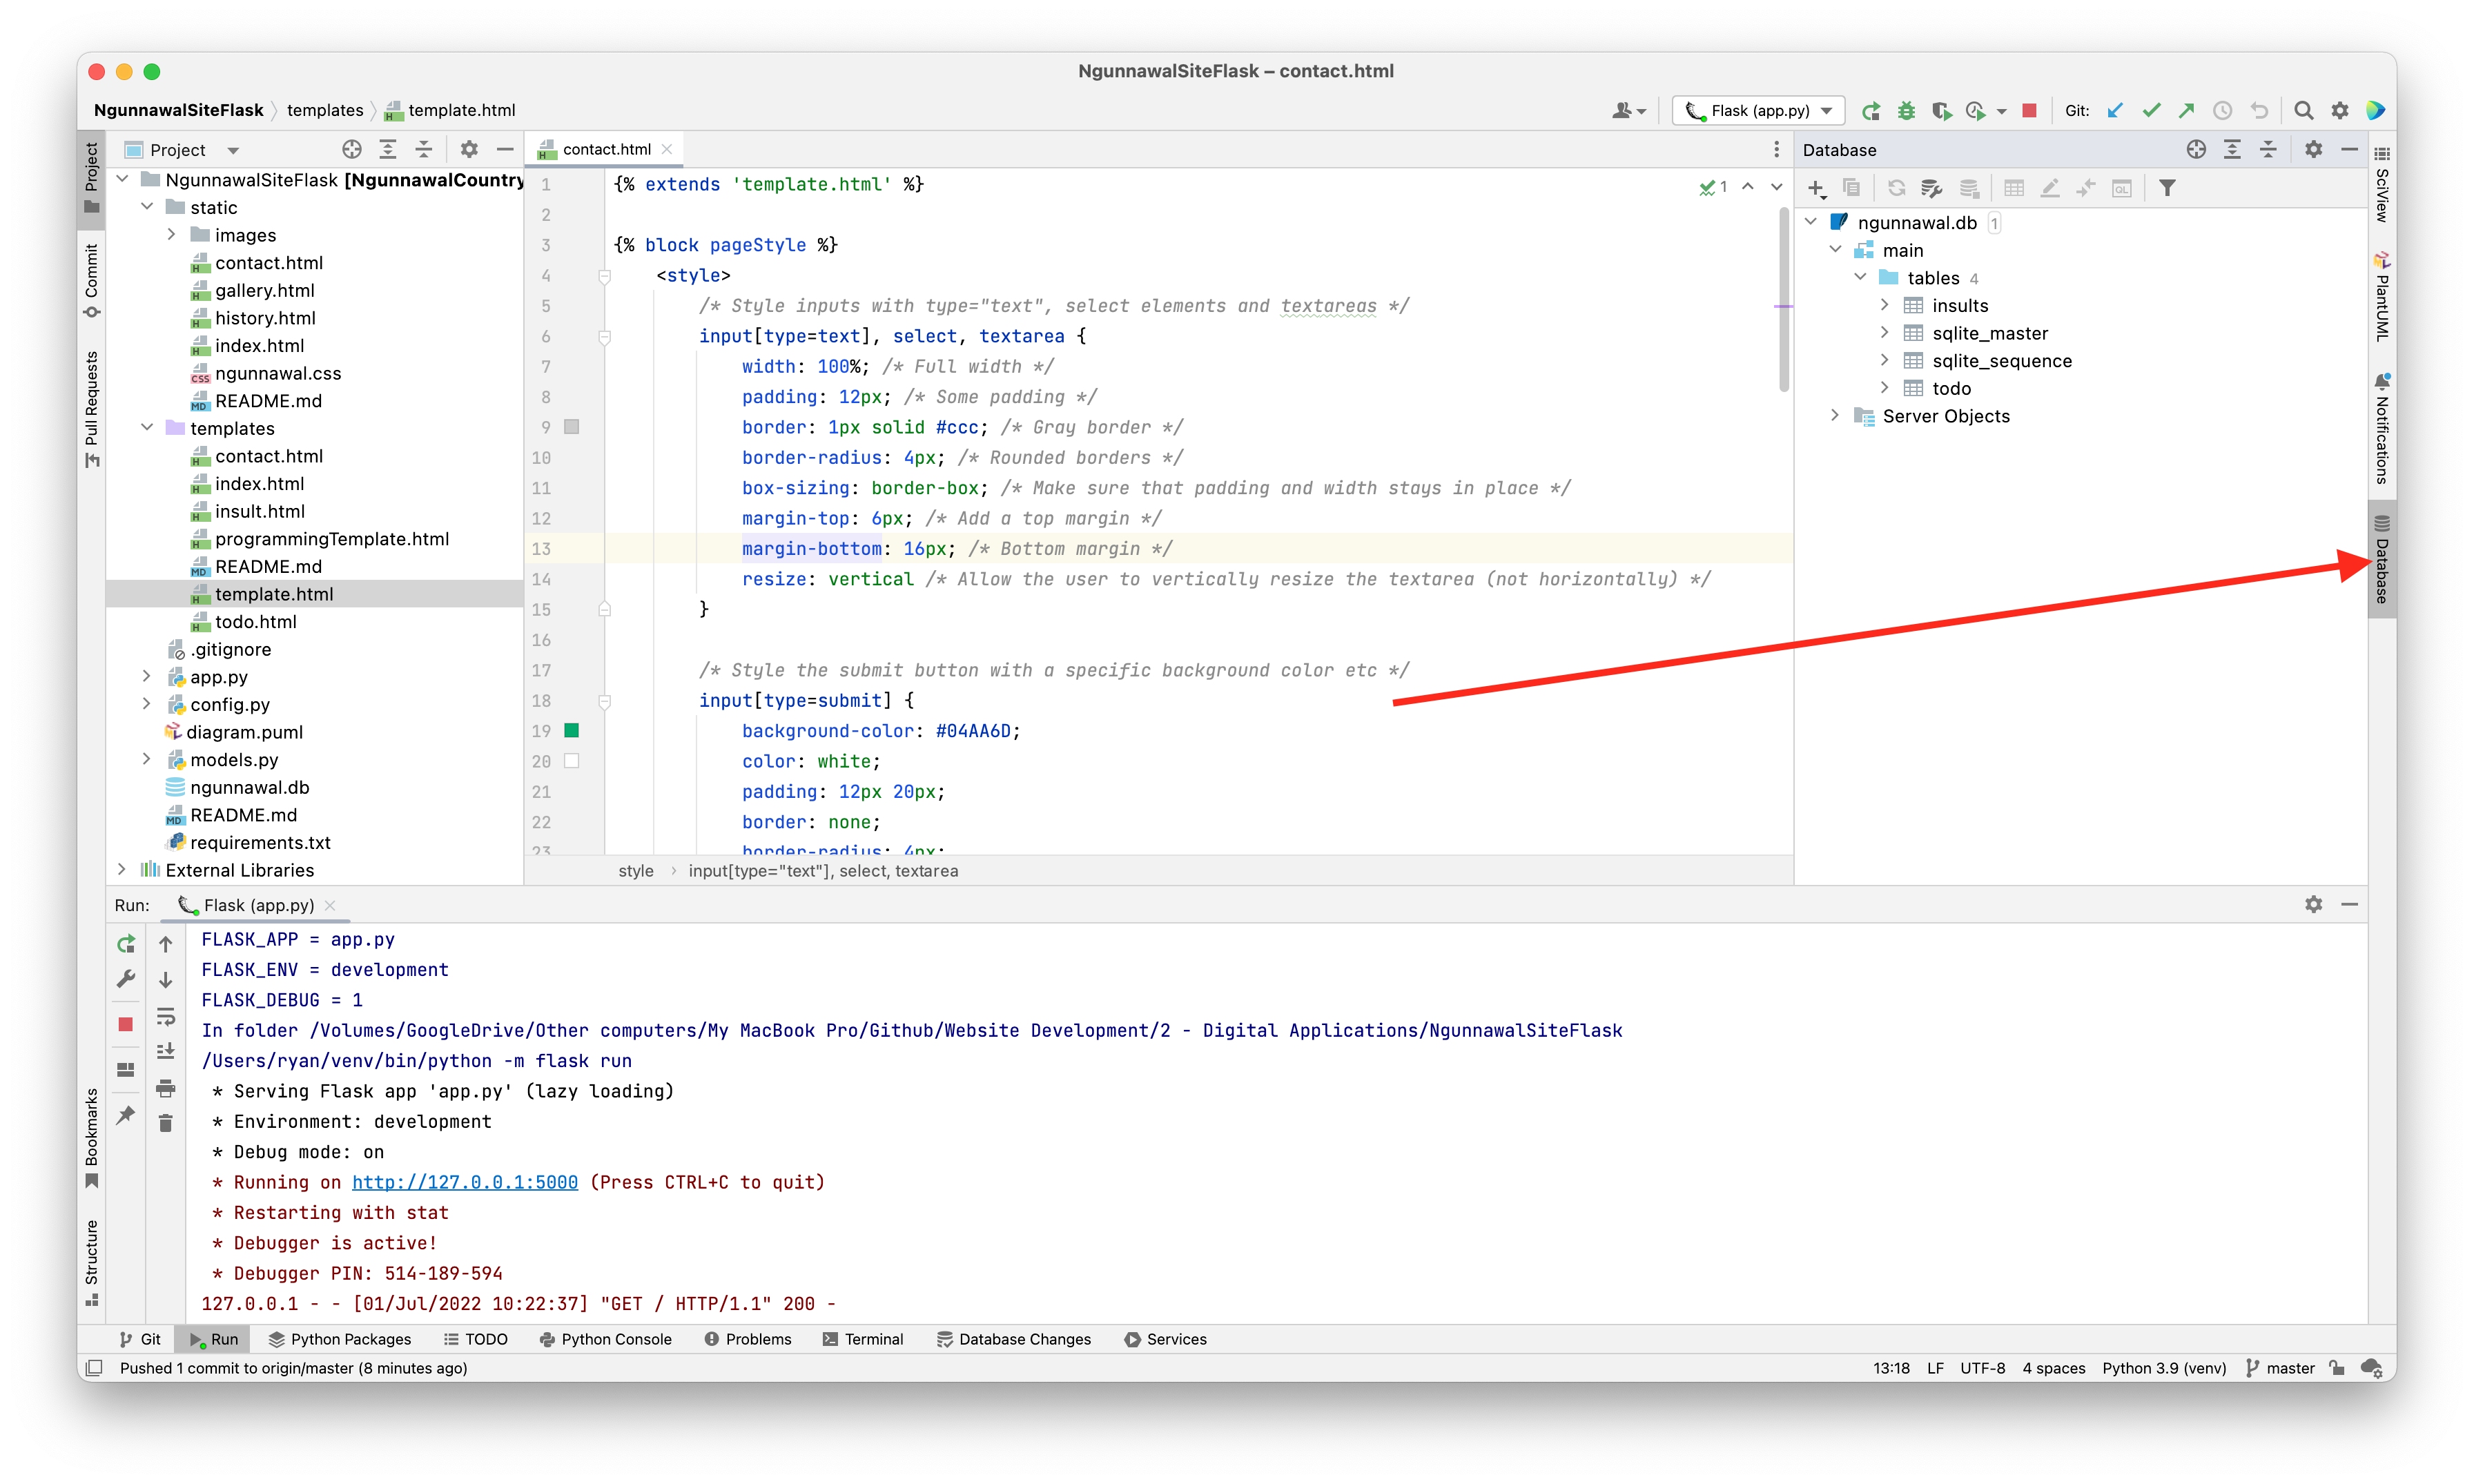 NgunnawalSiteFlask – contact.html
NgunnawalSiteFlask
templates
template.html
Flask (app.py)
Git:
Project
Commit
Pull Requests
Bookmarks
Structure
Project
NgunnawalSiteFlask [NgunnawalCountry
static
images
contact.html
gallery.html
history.html
index.html
ngunnawal.css
README.md
templates
contact.html
index.html
insult.html
programmingTemplate.html
README.md
template.html
todo.html
.gitignore
app.py
config.py
diagram.puml
models.py
ngunnawal.db
README.md
requirements.txt
External Libraries
contact.html
1 {% extends 'template.html' %}
2
3 {% block pageStyle %}
4 <style>
5 /* Style inputs with type="text", select elements and textareas */
6 input[type=text], select, textarea {
7 width: 100%; /* Full width */
8 padding: 12px; /* Some padding */
9 border: 1px solid #ccc; /* Gray border */
10 border-radius: 4px; /* Rounded borders */
11 box-sizing: border-box; /* Make sure that padding and width stays in place */
12 margin-top: 6px; /* Add a top margin */
13 margin-bottom: 16px; /* Bottom margin */
14 resize: vertical /* Allow the user to vertically resize the textarea (not horizontally) */
15 }
16
17 /* Style the submit button with a specific background color etc */
18 input[type=submit] {
19 background-color: #04AA6D;
20 color: white;
21 padding: 12px 20px;
22 border: none;
23 border-radius: 4px;
1
style
input[type="text"], select, textarea
Database
QL
ngunnawal.db 1
main
tables 4
insults
sqlite_master
sqlite_sequence
todo
Server Objects
SciView
PlantUML
Notifications
Database
Run: Flask (app.py)
FLASK_APP = app.py
FLASK_ENV = development
FLASK_DEBUG = 1
In folder /Volumes/GoogleDrive/Other computers/My MacBook Pro/Github/Website Development/2 - Digital Applications/NgunnawalSiteFlask
/Users/ryan/venv/bin/python -m flask run
* Serving Flask app 'app.py' (lazy loading)
* Environment: development
* Debug mode: on
* Running on http://127.0.0.1:5000 (Press CTRL+C to quit)
* Restarting with stat
* Debugger is active!
* Debugger PIN: 514-189-594
127.0.0.1 - - [01/Jul/2022 10:22:37] "GET / HTTP/1.1" 200 -
Git Run Python Packages TODO Python Console Problems Terminal Database Changes Services
Pushed 1 commit to origin/master (8 minutes ago)
13:18 LF UTF-8 4 spaces Python 3.9 (venv) master